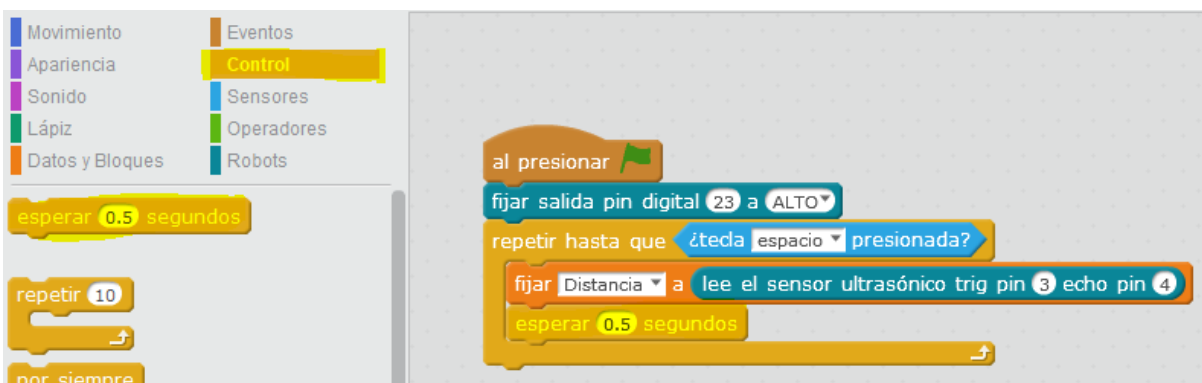 Movimiento
Eventos
Apariencia
Control
Sonido
Sensores
Lápiz
Operadores
Datos y Bloques
Robots
esperar 0.5 segundos
repetir 10
por siempre
al presionar
fijar salida pin digital 23 a ALTO
repetir hasta que ¿tecla espacio presionada?
fijar Distancia a lee el sensor ultrasónico trig pin 3 echo pin 4
esperar 0.5 segundos